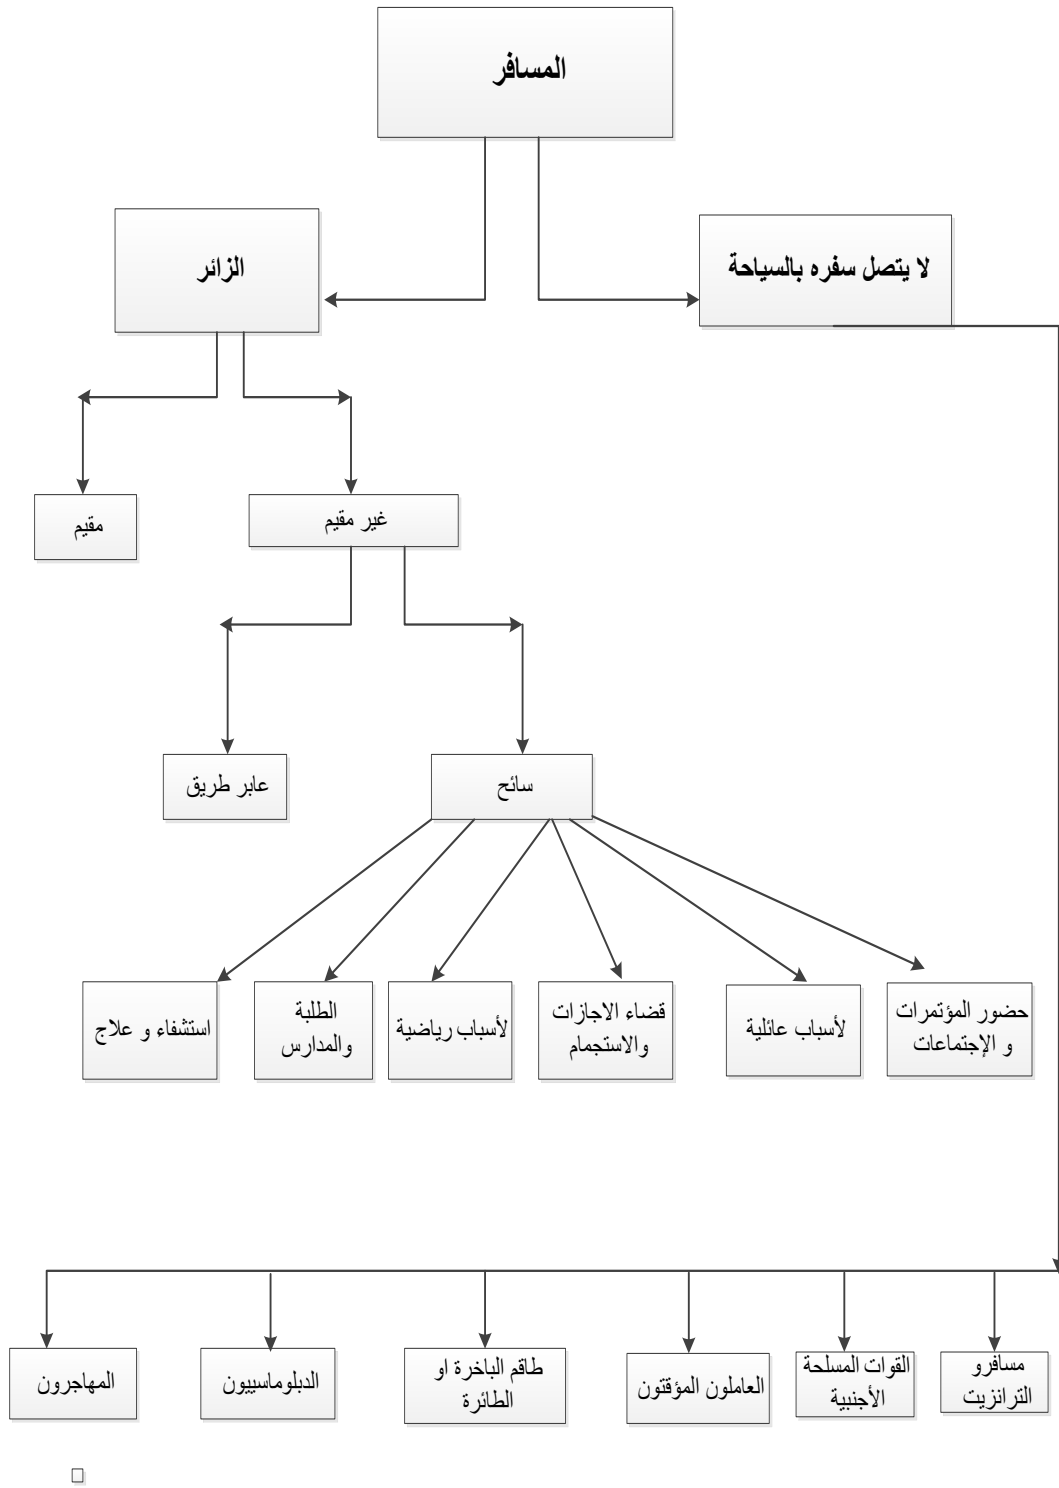 المسافر
لا يتصل سفره بالسياحة
الزائر
غير مقيم
مقيم
سائح
عابر طريق
حضور المؤتمرات
و الإجتماعات
لأسباب عائلية
قضاء الاجازات
والاستجمام
لأسباب رياضية
الطلبة
والمدارس
استشفاء و علاج
مسافرو
الترانزيت
القوات المسلحة
الأجنبية
العاملون المؤقتون
طاقم الباخرة او
الطائرة
الدبلوماسييون
المهاجرون